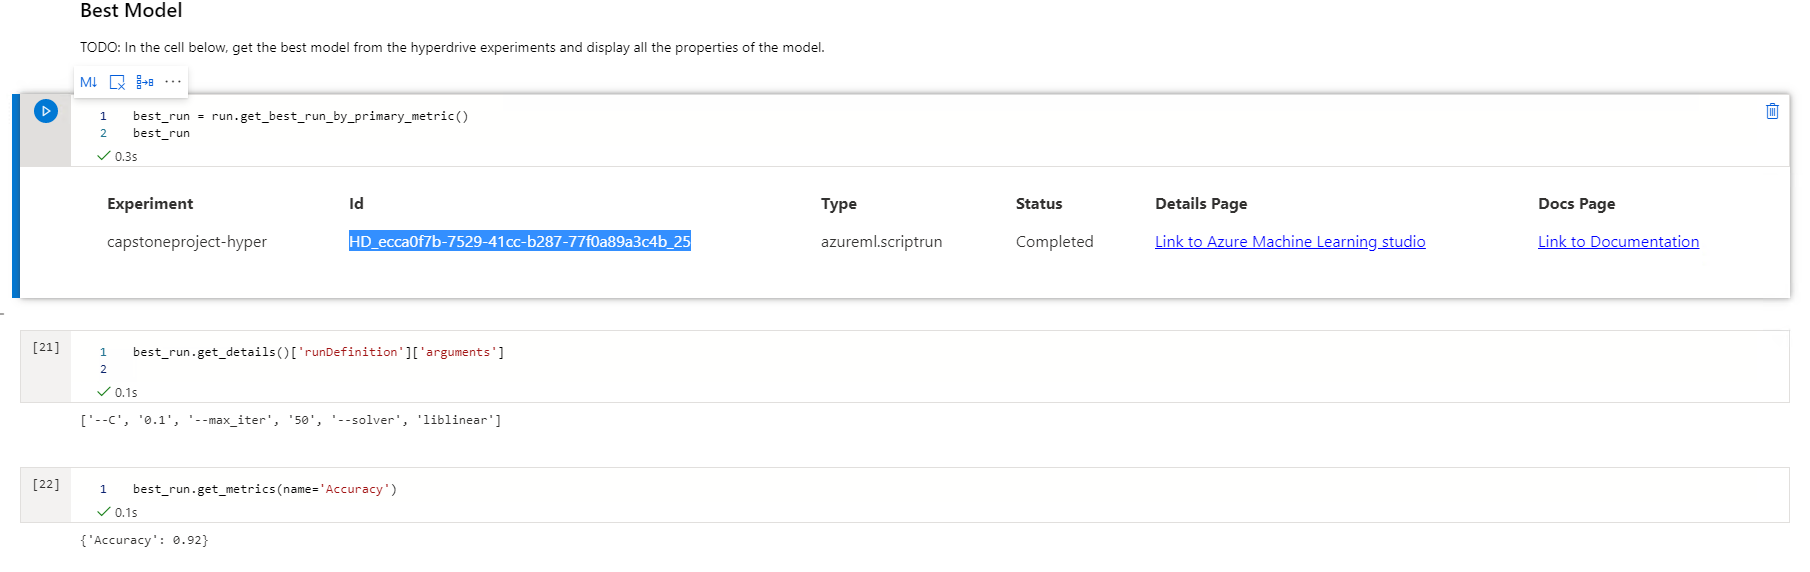 Best Model
TODO: In the cell below, get the best model from the hyperdrive experiments and display all the properties of the model.
M↓ ···
1 best_run = run.get_best_run_by_primary_metric()
2 best_run
0.3s
Experiment Id Type Status Details Page Docs Page
capstoneproject-hyper HD_ecca0f7b-7529-41cc-b287-77f0a89a3c4b_25 azureml.scriptrun Completed Link to Azure Machine Learning studio Link to Documentation
[21] 1 best_run.get_details()['runDefinition']['arguments']
2
0.1s
['--C', '0.1', '--max_iter', '50', '--solver', 'liblinear']
[22] 1 best_run.get_metrics(name='Accuracy')
0.1s
{'Accuracy': 0.92}